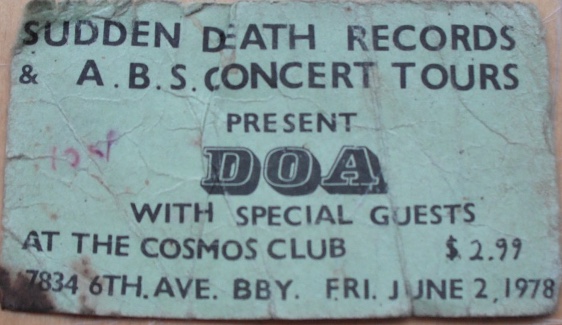 SUDDEN DEATH RECORDS
& A.B.S. CONCERT TOURS
PRESENT
DOA
WITH SPECIAL GUESTS
AT THE COSMOS CLUB $2.99
7834 6TH. AVE. BBY. FRI. JUNE 2, 1978